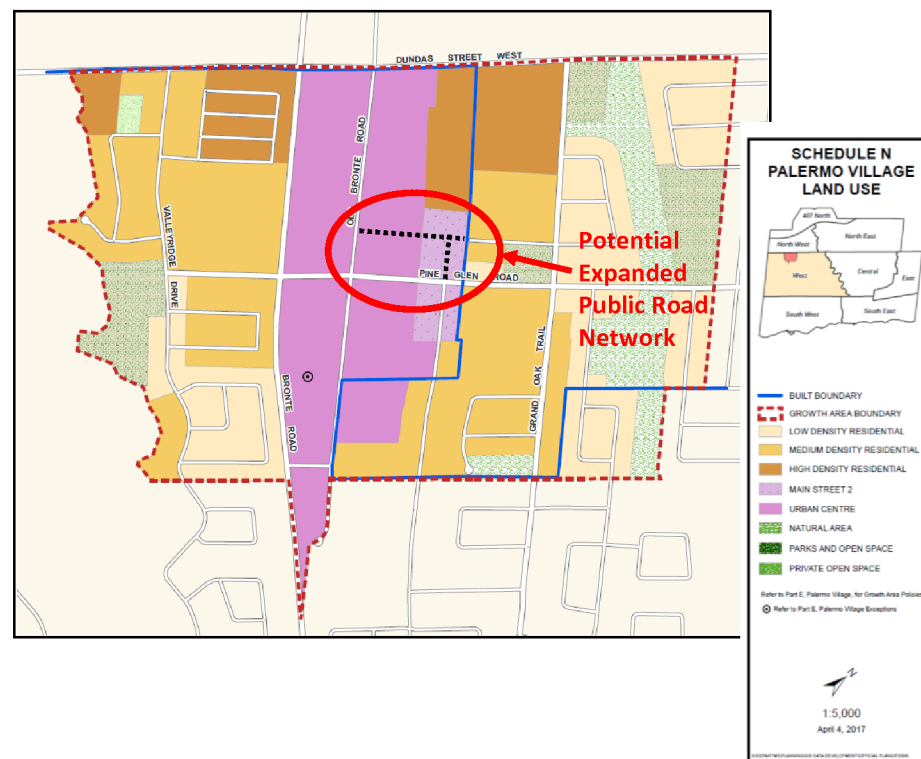 DUNDAS STREET WEST
BRONTE ROAD
VALLEYRIDGE DRIVE
PINE GLEN ROAD
GRAND OAK TRAIL
BRONTE ROAD
Potential
Expanded
Public Road
Network
SCHEDULE N
PALERMO VILLAGE
LAND USE
407 North
North West
North East
West
Central
East
South West
South East
BUILT BOUNDARY
GROWTH AREA BOUNDARY
LOW DENSITY RESIDENTIAL
MEDIUM DENSITY RESIDENTIAL
HIGH DENSITY RESIDENTIAL
MAIN STREET 2
URBAN CENTRE
NATURAL AREA
PARKS AND OPEN SPACE
PRIVATE OPEN SPACE
Refer to Part E, Palermo Village, for Growth Area Policies
Refer to Part E, Palermo Village Exceptions
1:5,000
April 4, 2017